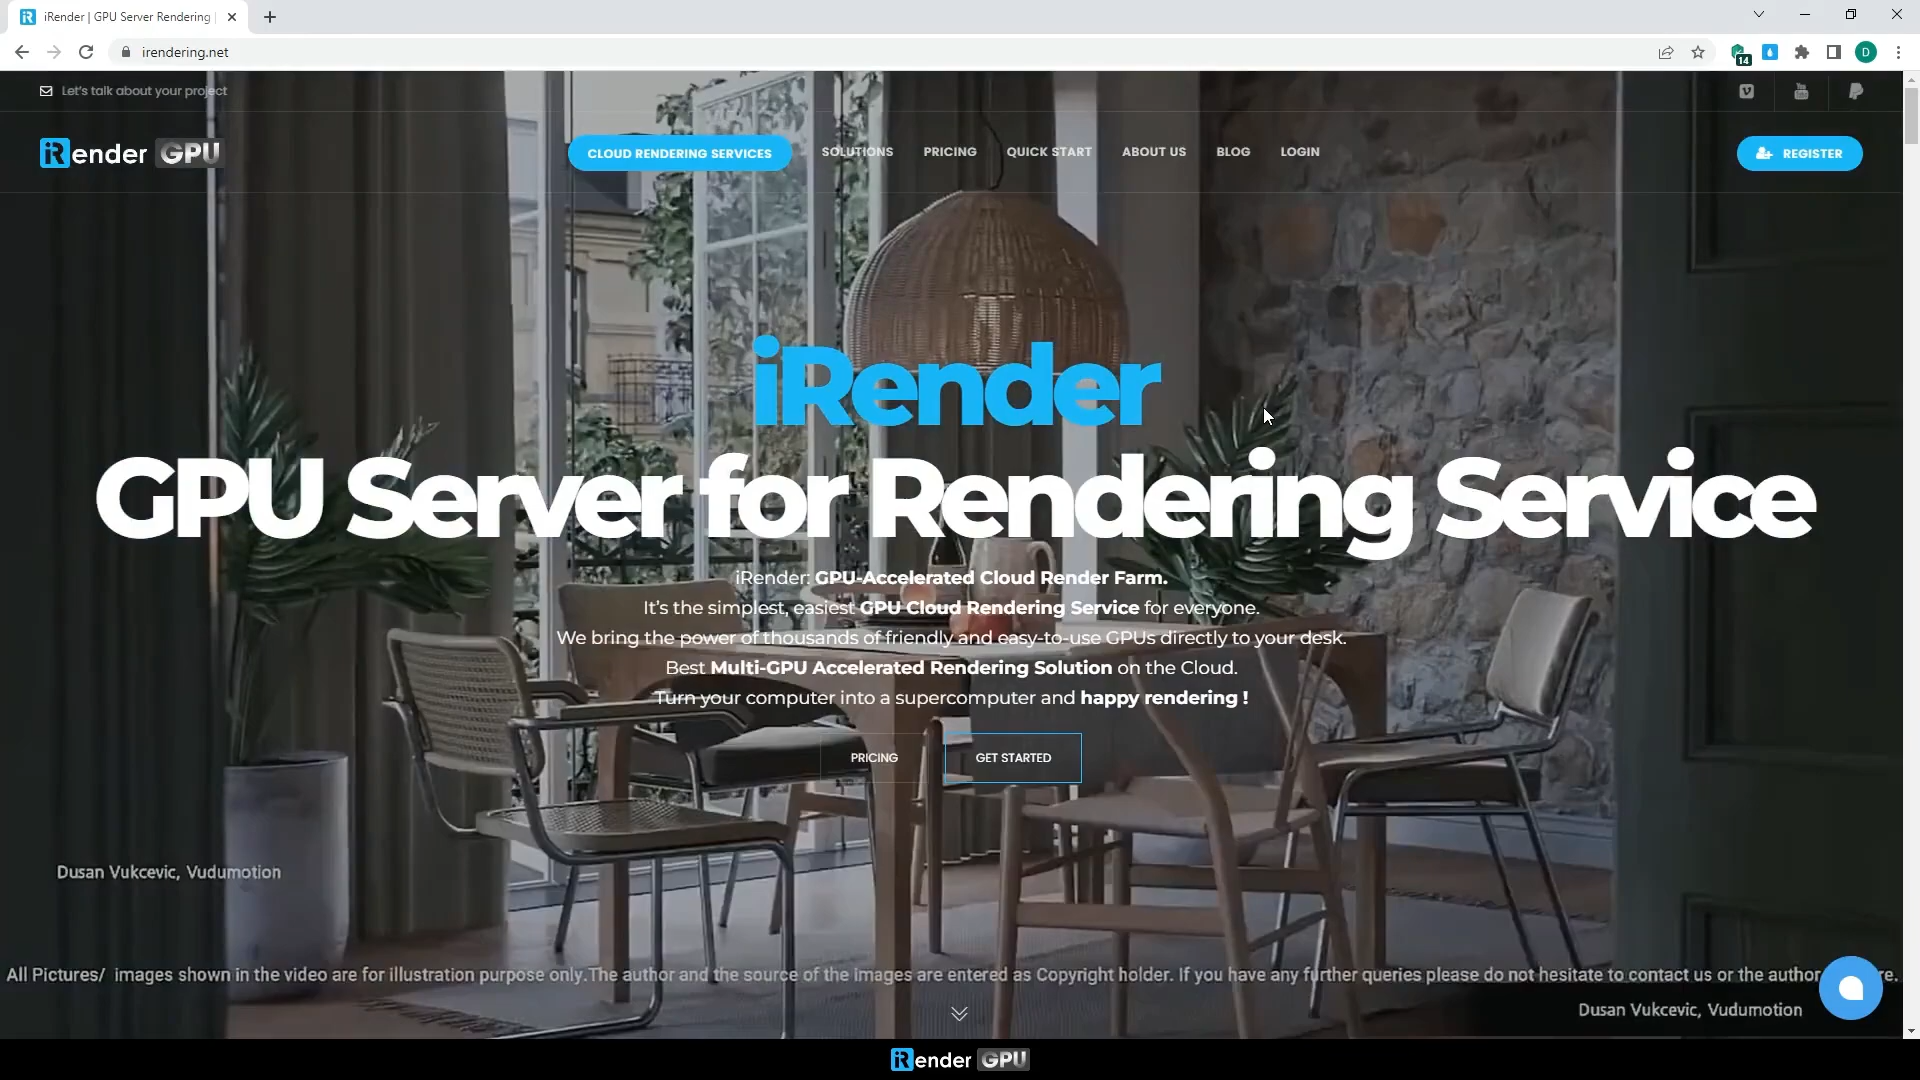 iRender | GPU Server Rendering |
irendering.net
14
D
Let's talk about your project
iRender GPU
CLOUD RENDERING SERVICES
SOLUTIONS
PRICING
QUICK START
ABOUT US
BLOG
LOGIN
REGISTER
iRender
GPU Server for Rendering Service
iRender: GPU-Accelerated Cloud Render Farm.
It's the simplest, easiest GPU Cloud Rendering Service for everyone.
We bring the power of thousands of friendly and easy-to-use GPUs directly to your desk.
Best Multi-GPU Accelerated Rendering Solution on the Cloud.
Turn your computer into a supercomputer and happy rendering !
PRICING
GET STARTED
Dusan Vukcevic, Vudumotion
All Pictures/ images shown in the video are for illustration purpose only.The author and the source of the images are entered as Copyright holder. If you have any further queries please do not hesitate to contact us or the author
Dusan Vukcevic, Vudumotion
iRender GPU